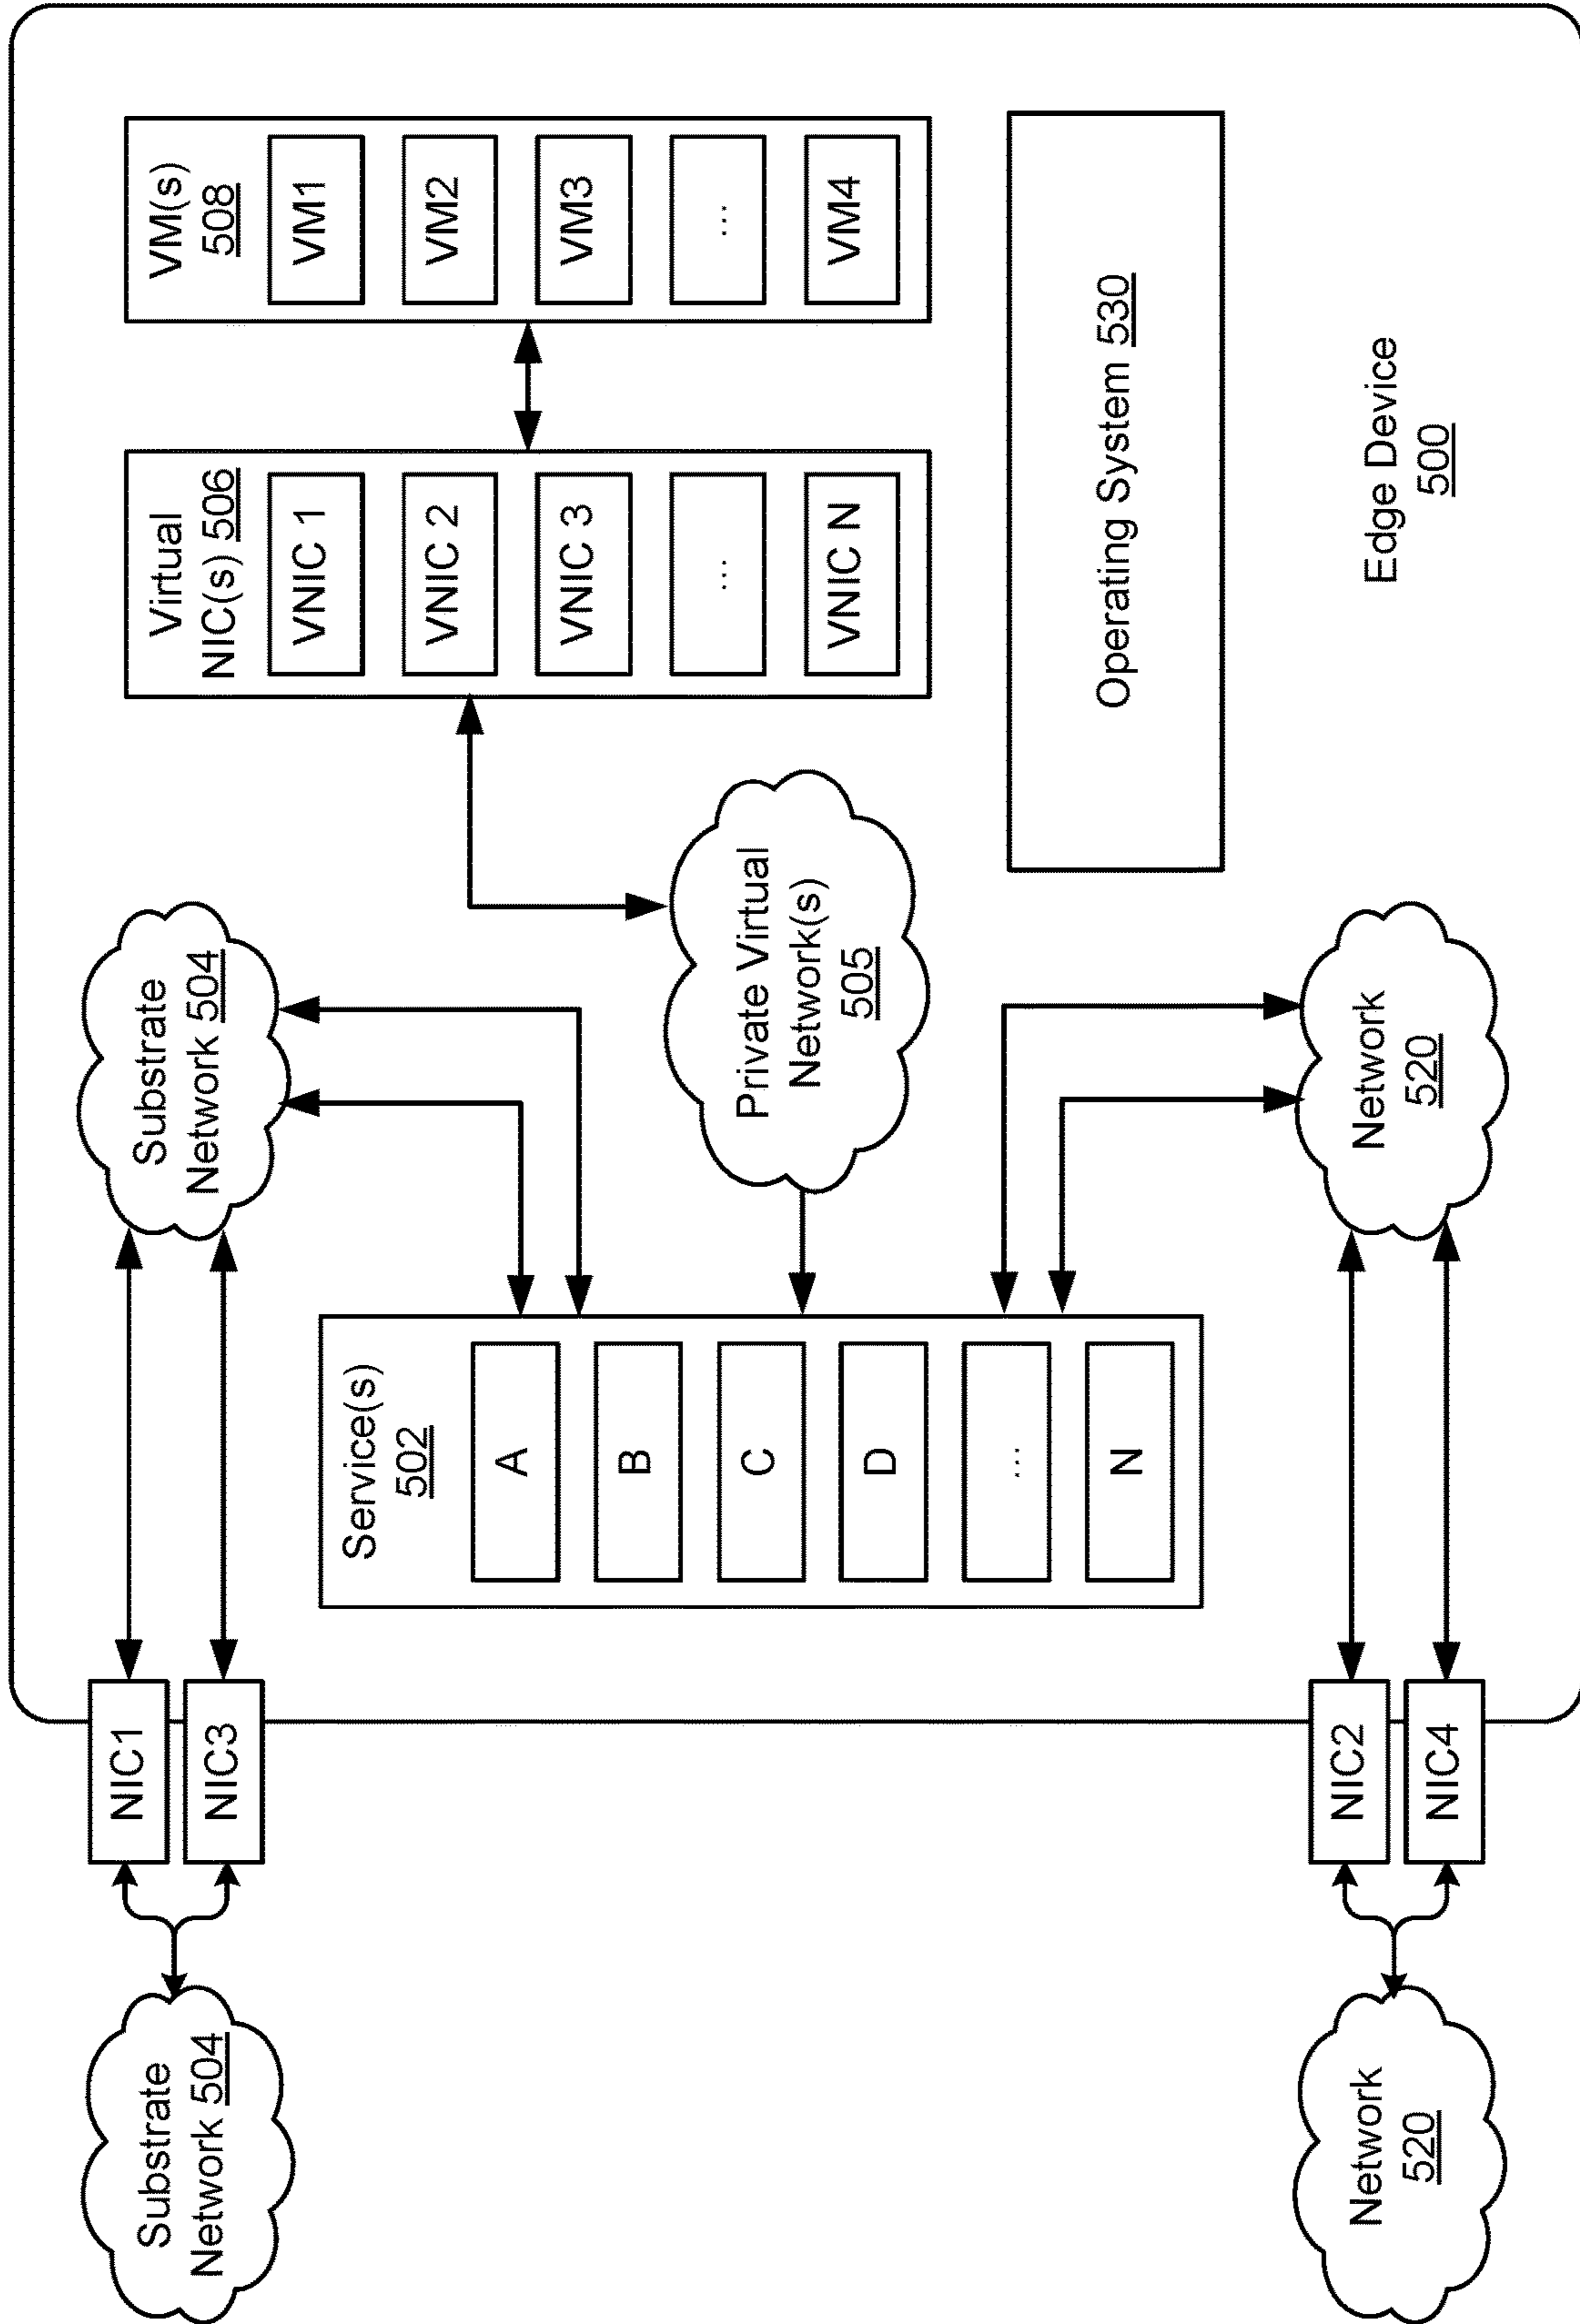 Substrate
Network 504
NIC1
NIC3
Substrate
Network 504
Virtual
NIC(s) 506
VNIC 1
VNIC 2
VNIC 3
...
VNIC N
VM(s)
508
VM1
VM2
VM3
...
VM4
Service(s)
502
A
B
C
D
...
N
Private Virtual
Network(s)
505
Operating System 530
Network
520
NIC2
NIC4
Network
520
Edge Device
500